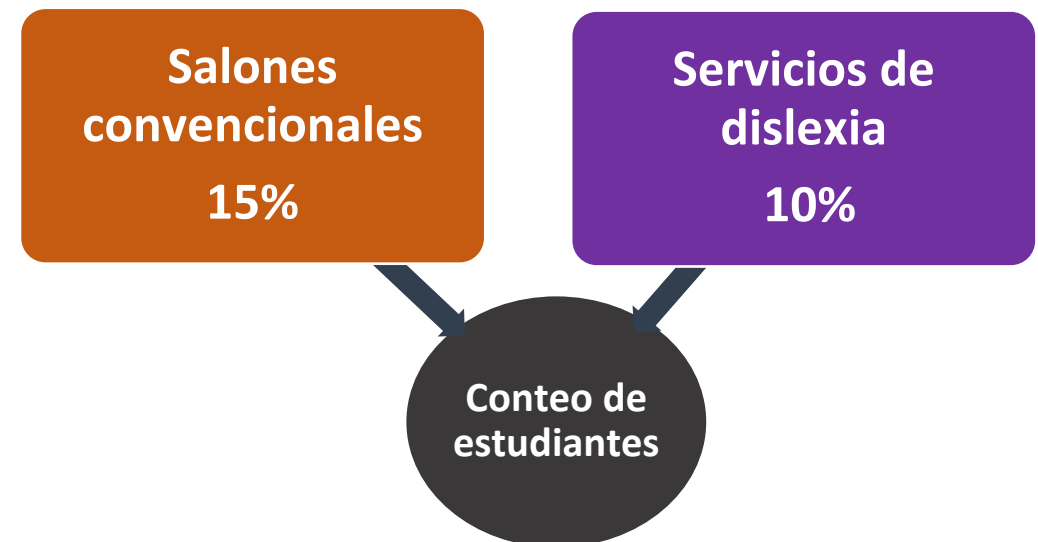 Salones
convencionales
15%
Servicios de
dislexia
10%
Conteo de
estudiantes